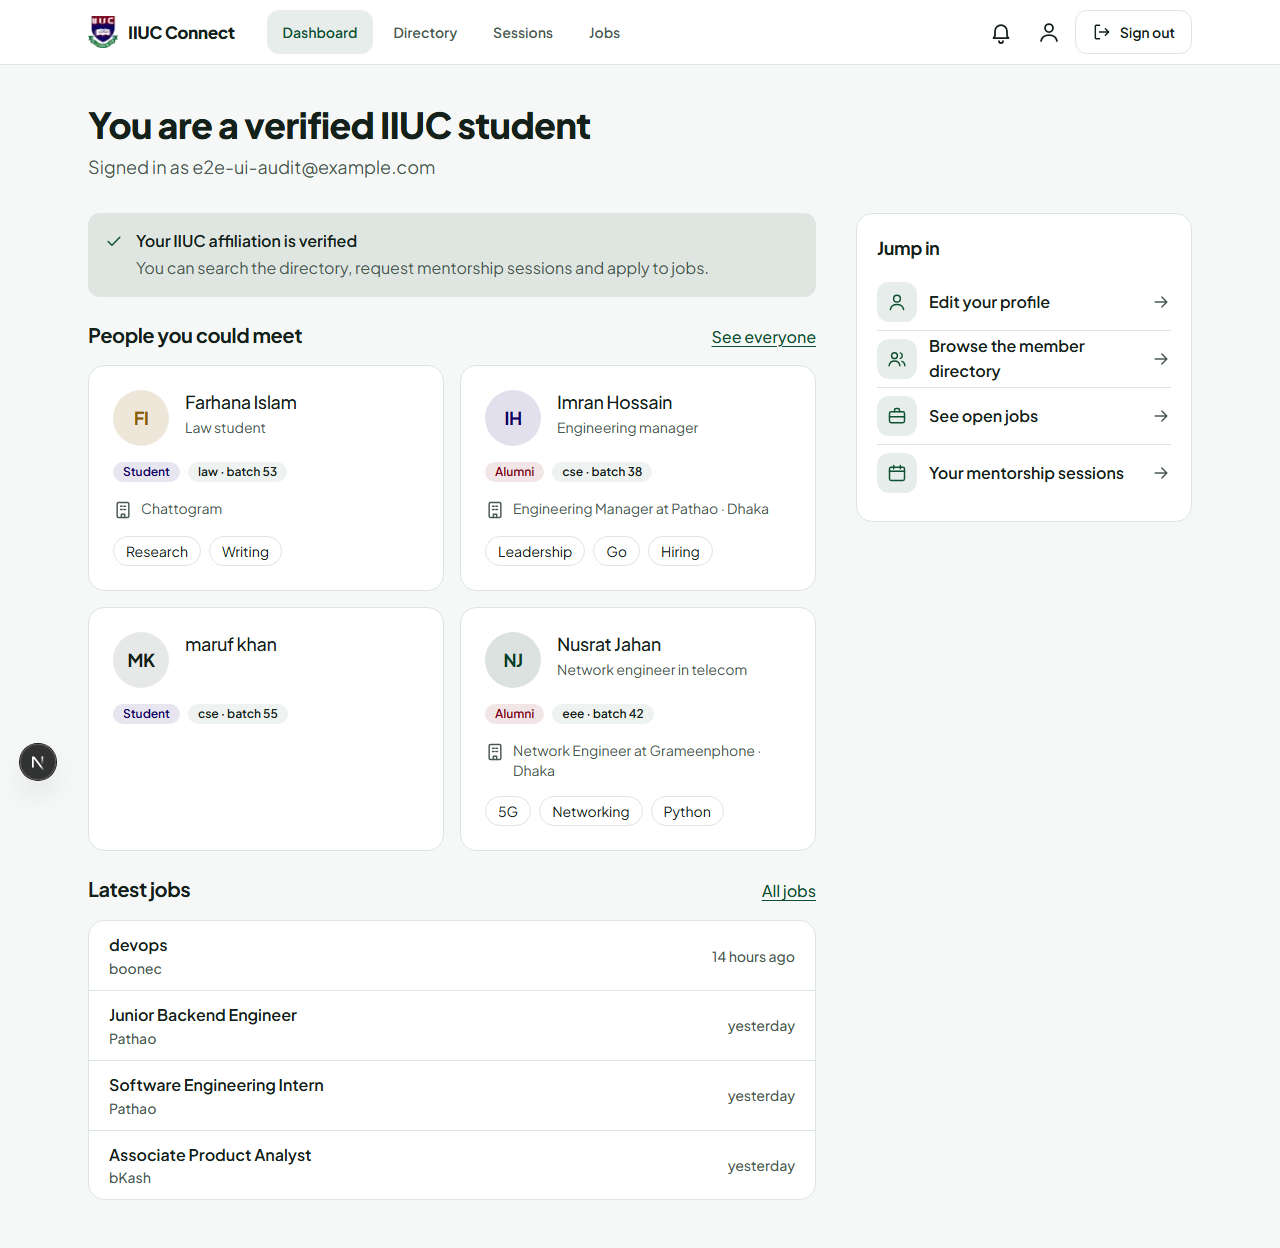 IIUC
IIUC Connect
Dashboard
Directory
Sessions
Jobs
Sign out
You are a verified IIUC student
Signed in as e2e-ui-audit@example.com
Your IIUC affiliation is verified
You can search the directory, request mentorship sessions and apply to jobs.
People you could meet
See everyone
FI
Farhana Islam
Law student
Student
law · batch 53
Chattogram
Research
Writing
IH
Imran Hossain
Engineering manager
Alumni
cse · batch 38
Engineering Manager at Pathao · Dhaka
Leadership
Go
Hiring
MK
maruf khan
Student
cse · batch 55
NJ
Nusrat Jahan
Network engineer in telecom
Alumni
eee · batch 42
Network Engineer at Grameenphone ·
Dhaka
5G
Networking
Python
Latest jobs
All jobs
devops
boonec
14 hours ago
Junior Backend Engineer
Pathao
yesterday
Software Engineering Intern
Pathao
yesterday
Associate Product Analyst
bKash
yesterday
Jump in
Edit your profile
Browse the member
directory
See open jobs
Your mentorship sessions
N